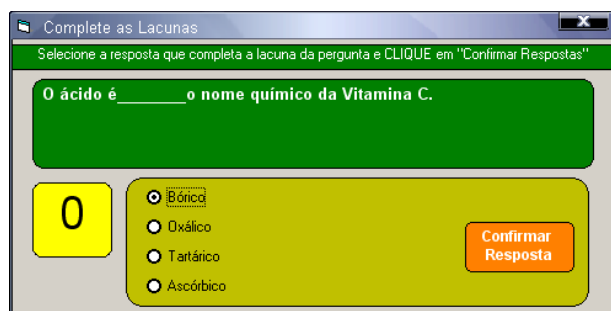 Complete as Lacunas
Selecione a resposta que completa a lacuna da pergunta e CLIQUE em "Confirmar Respostas"
O ácido é________o nome químico da Vitamina C.
0
Bórico
Oxálico
Tartárico
Ascórbico
Confirmar
Resposta